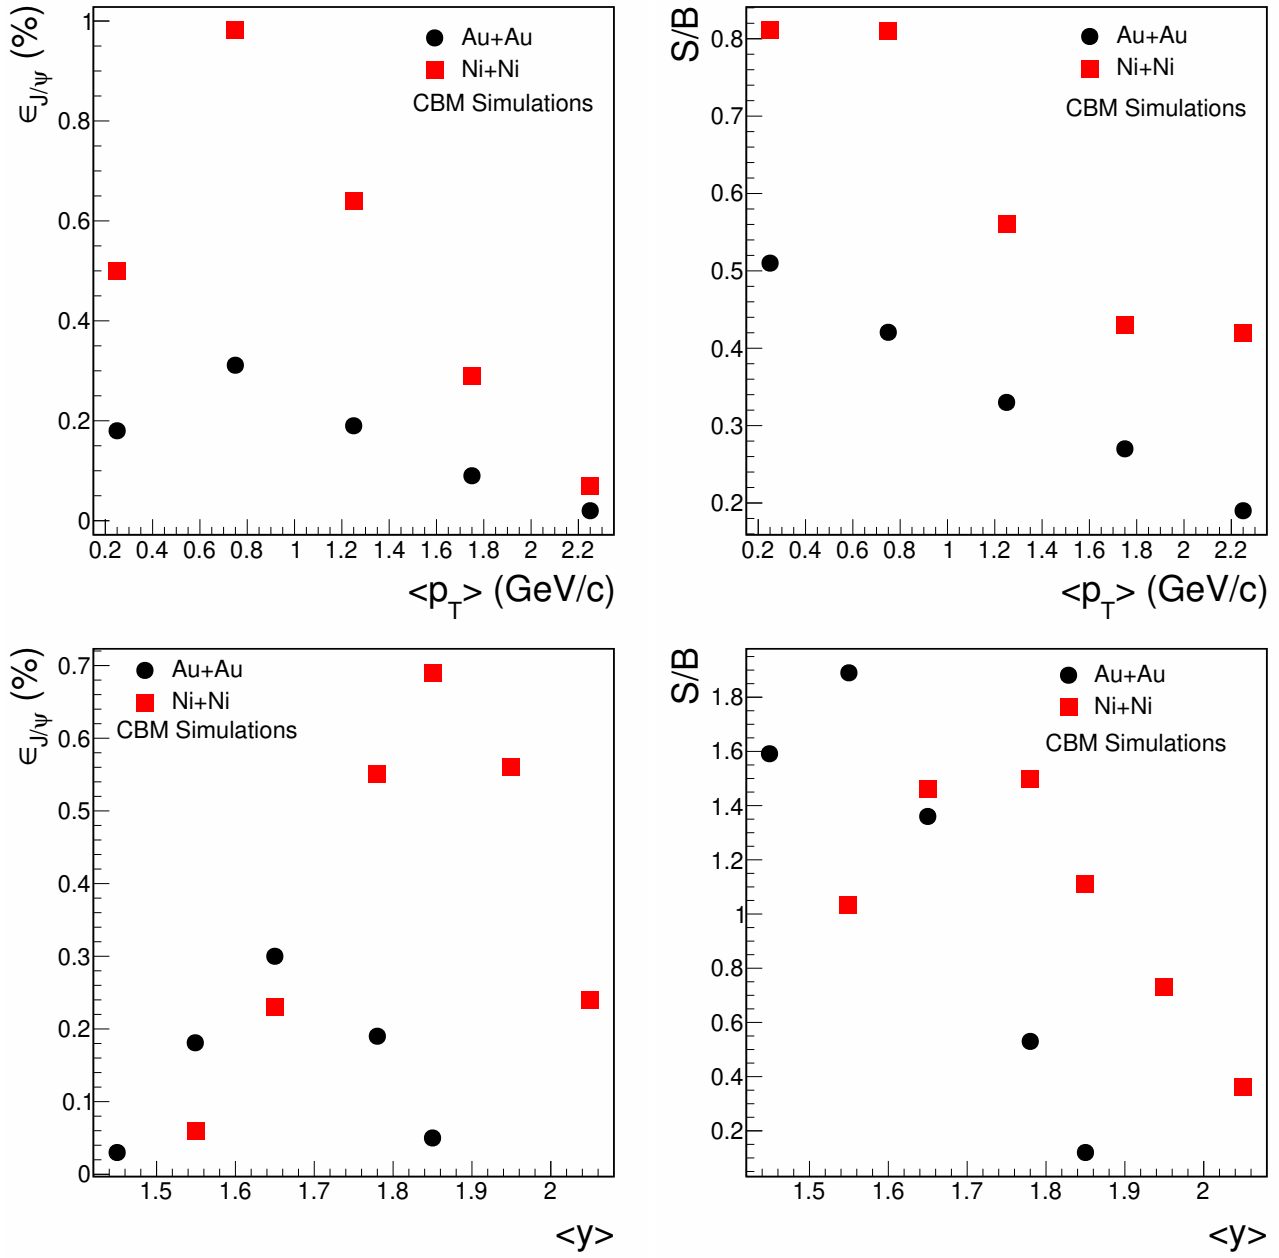 ϵJ/ψ (%)
1
0.8
0.6
0.4
0.2
0
Au+Au
Ni+Ni
CBM Simulations
0.2 0.4 0.6 0.8 1 1.2 1.4 1.6 1.8 2 2.2
<pT> (GeV/c)
S/B
0.8
0.7
0.6
0.5
0.4
0.3
0.2
Au+Au
Ni+Ni
CBM Simulations
0.2 0.4 0.6 0.8 1 1.2 1.4 1.6 1.8 2 2.2
<pT> (GeV/c)
ϵJ/ψ (%)
0.7
0.6
0.5
0.4
0.3
0.2
0.1
0
Au+Au
Ni+Ni
CBM Simulations
1.5 1.6 1.7 1.8 1.9 2
<y>
S/B
1.8
1.6
1.4
1.2
1
0.8
0.6
0.4
0.2
Au+Au
Ni+Ni
CBM Simulations
1.5 1.6 1.7 1.8 1.9 2
<y>